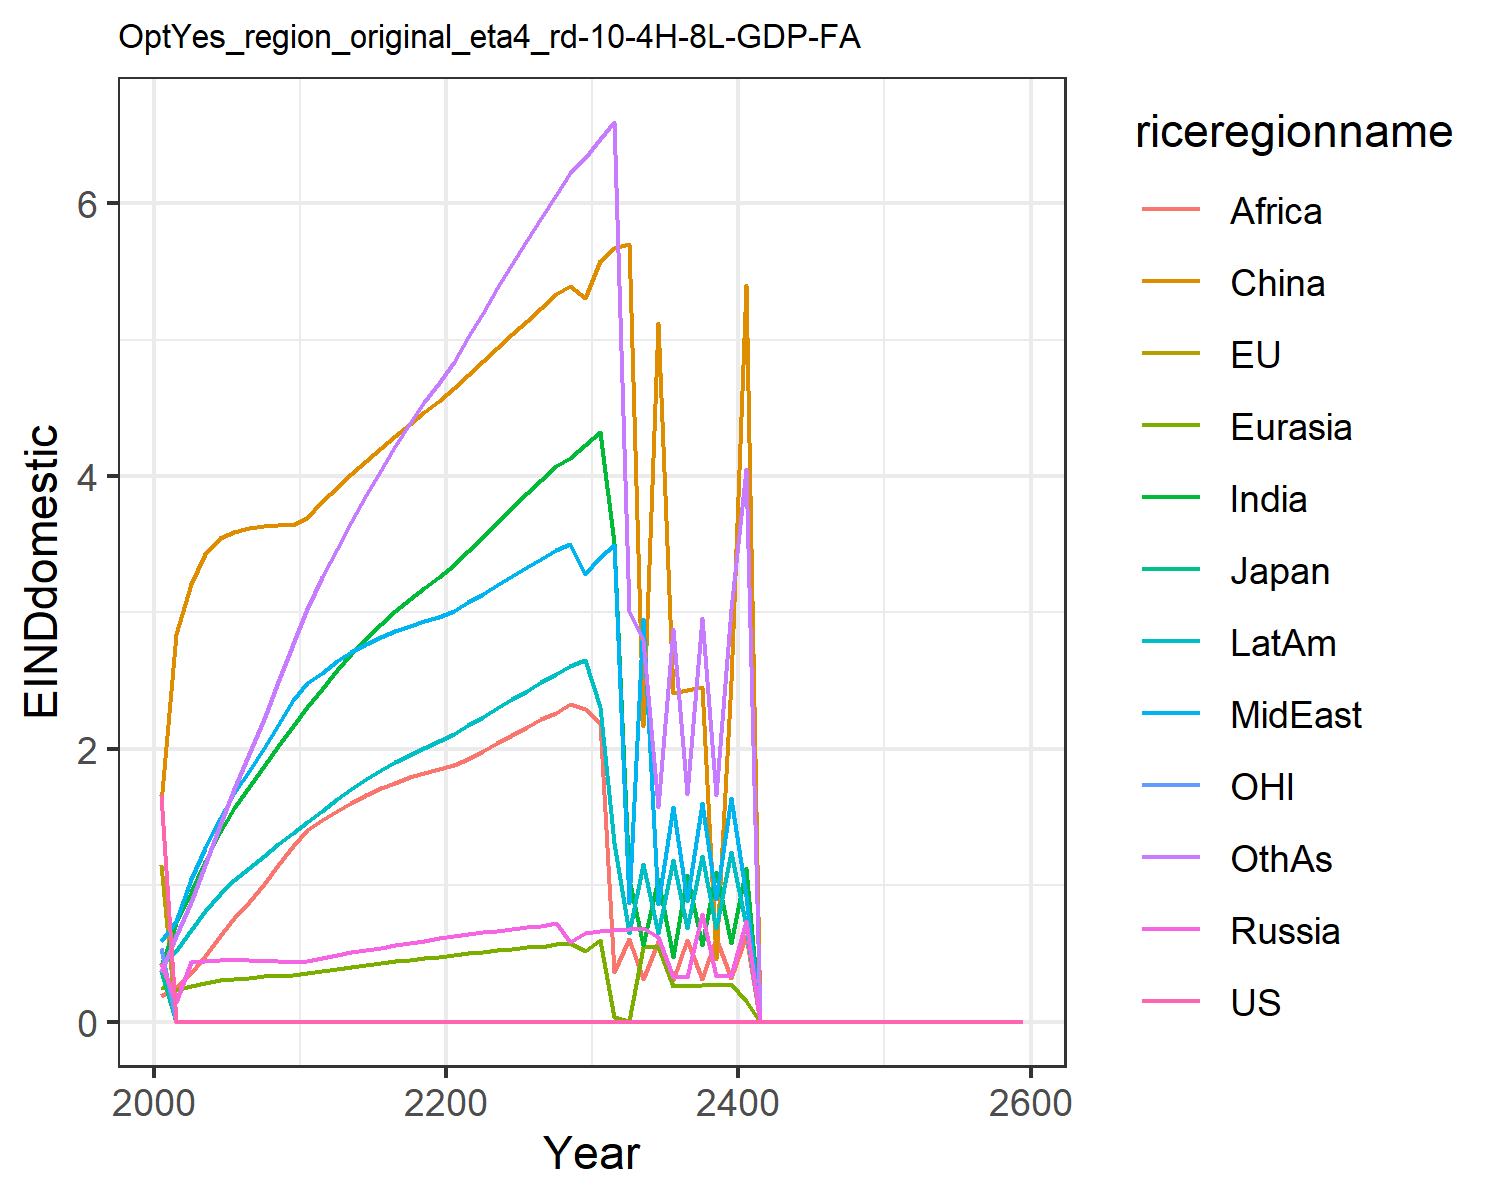 OptYes_region_original_eta4_rd-10-4H-8L-GDP-FA
riceregionname
Africa
China
EU
Eurasia
India
Japan
LatAm
MidEast
OHI
OthAs
Russia
US
EINDdomestic
6
4
2
0
2000
2200
2400
2600
Year